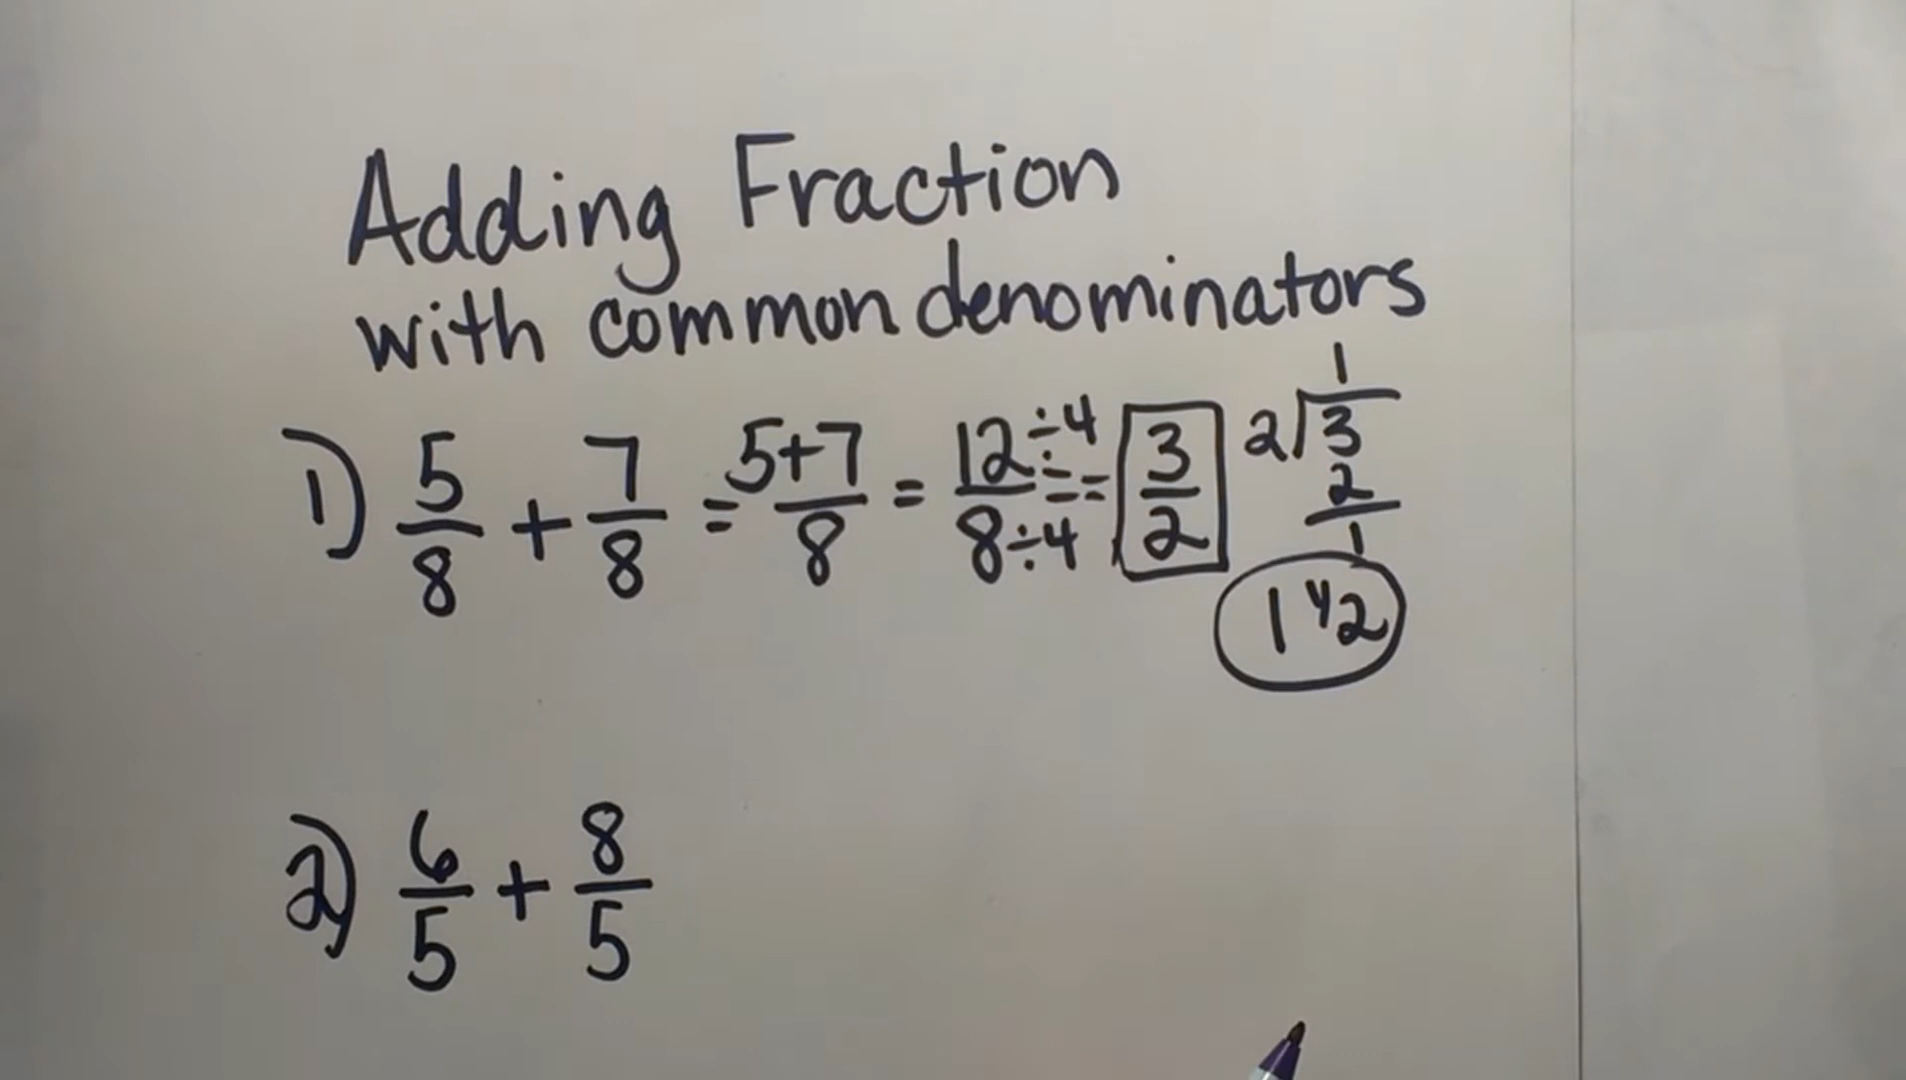 Adding Fraction
with common denominators
1) 5/8 + 7/8 = 5+7/8 = 12÷4/8÷4 = 3/2 2)3 1
2
1
1 1/2
2) 6/5 + 8/5